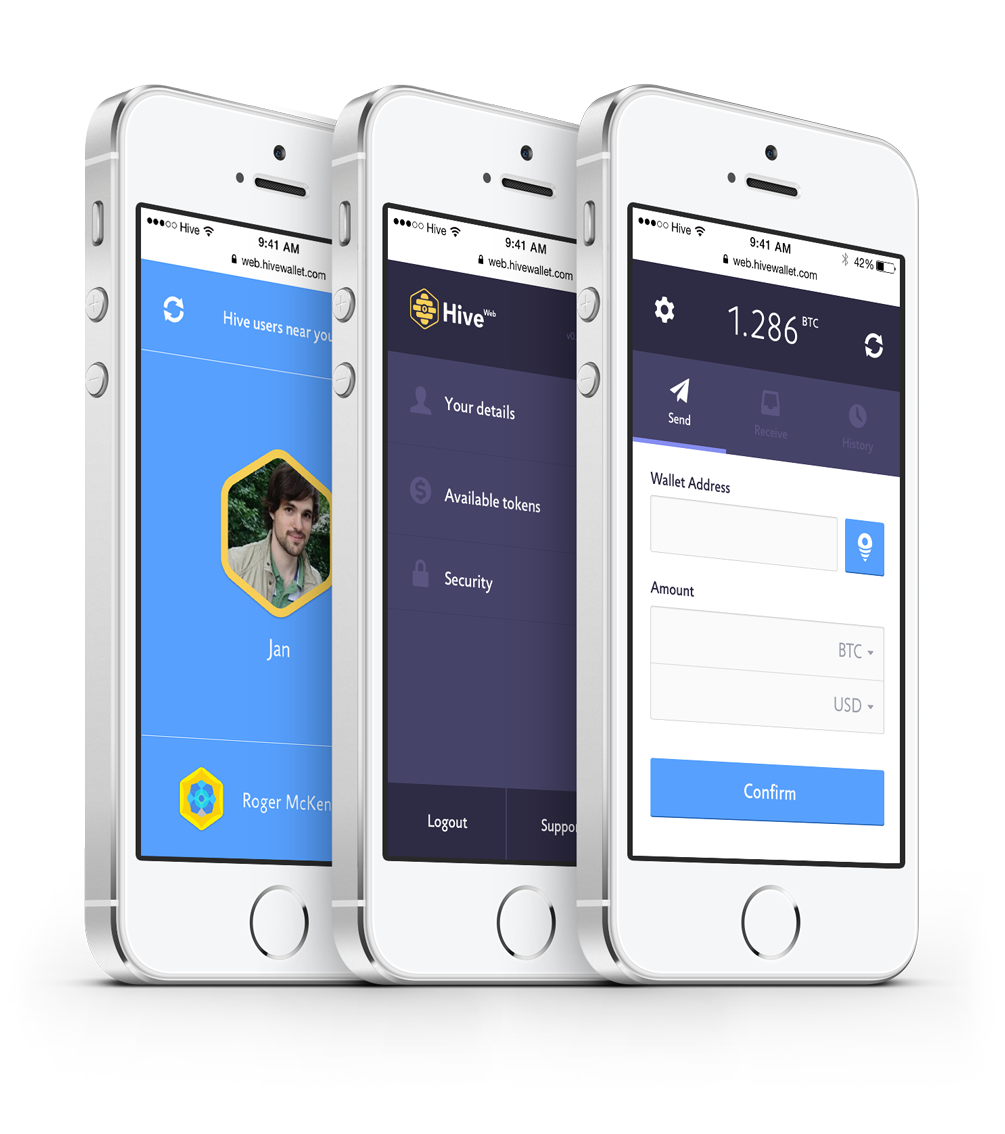 Hive
9:41 AM
web.hivewallet.com
Hive users near you
Jan
Roger McKen
Hive
9:41 AM
web.hivewallet.com
Hive Web
Your details
Available tokens
Security
Logout
Suppo
Hive
9:41 AM
42%
web.hivewallet.com
1.286 BTC
Send
Receive
History
Wallet Address
Amount
BTC
USD
Confirm